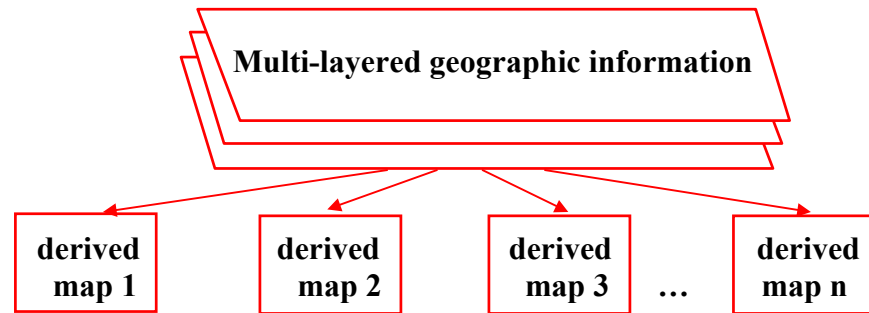 Multi-layered geographic information
derived
map 1
derived
map 2
derived
map 3
…
derived
map n